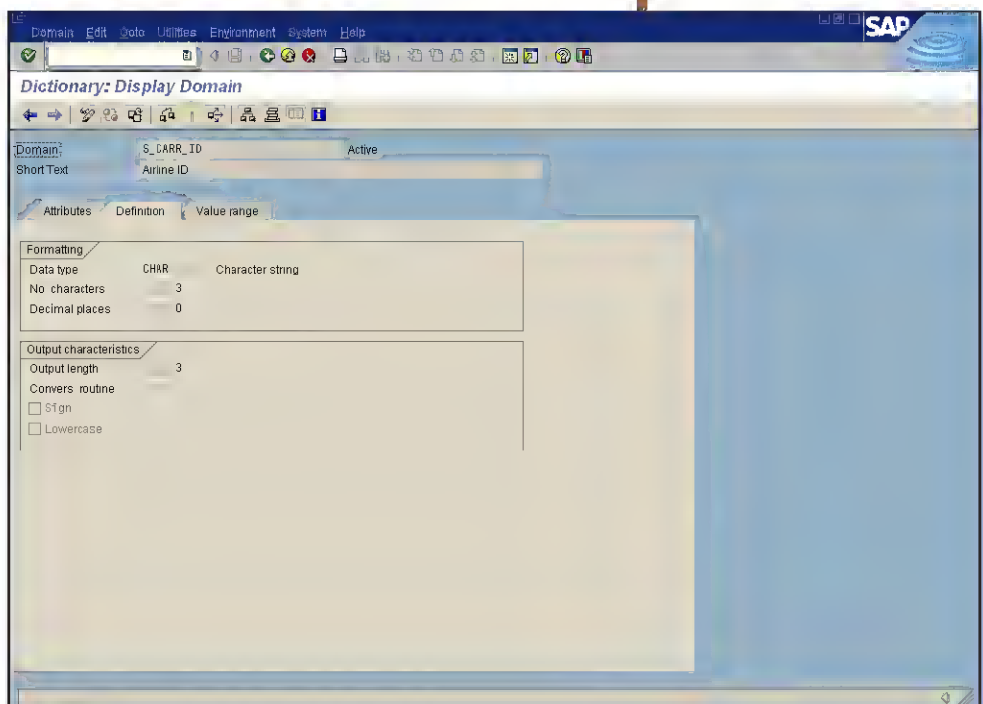 Domain Edit Goto Utilities Environment System Help
SAP
Dictionary: Display Domain
Domain: S_CARR_ID Active
Short Text Airline ID
Attributes Definition Value range
Formatting
Data type CHAR Character string
No characters 3
Decimal places 0
Output characteristics
Output length 3
Convers routine
Sign
Lowercase